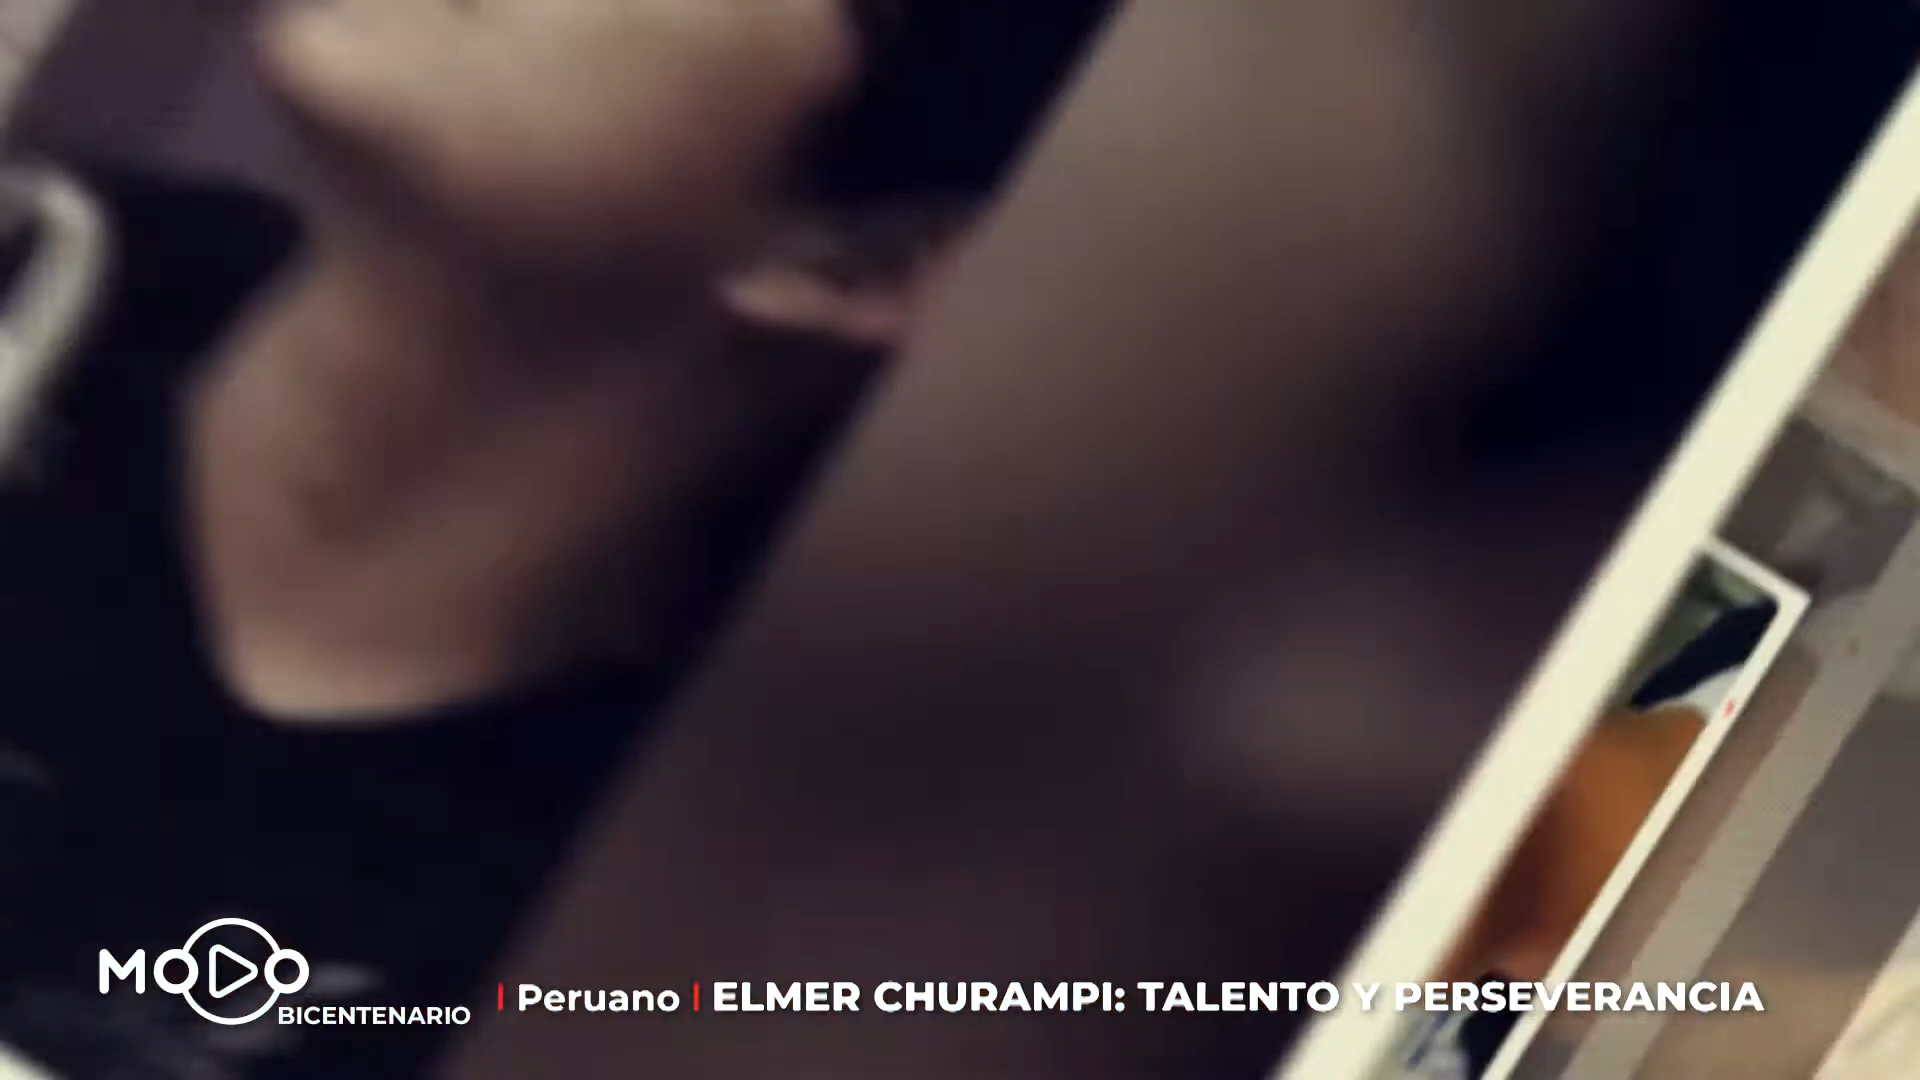 MODO
BICENTENARIO
| Peruano | ELMER CHURAMPI: TALENTO Y PERSEVERANCIA